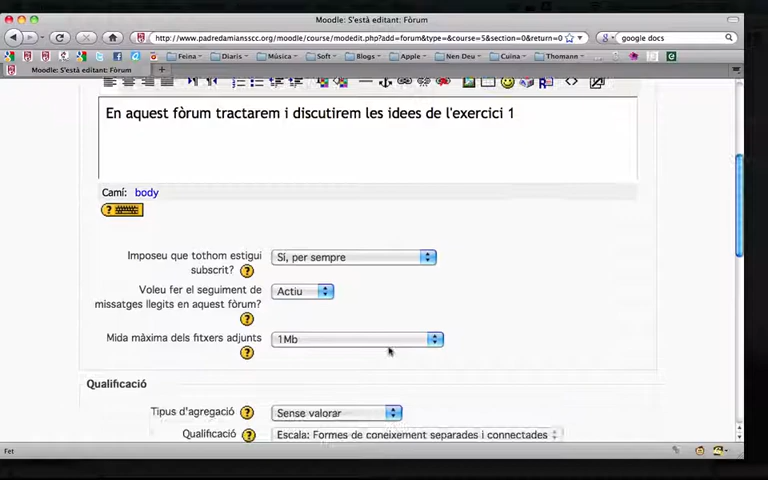 Moodle: S'està editant: Fòrum
http://www.padredamiansscc.org/moodle/course/modedit.php?add=forum&type=&course=5&section=0&return=0
google docs
Feina
Diaris
Música
Soft
Blogs
Apple
Nen Deu
Cuina
Thomann
Moodle: S'està editant: Fòrum
En aquest fòrum tractarem i discutirem les idees de l'exercici 1
Camí: body
Imposeu que tothom estigui subscrit?
Sí, per sempre
Voleu fer el seguiment de missatges llegits en aquest fòrum?
Actiu
Mida màxima dels fitxers adjunts
1Mb
Qualificació
Tipus d'agregació
Sense valorar
Qualificació
Escala: Formes de coneixement separades i connectades
Fet